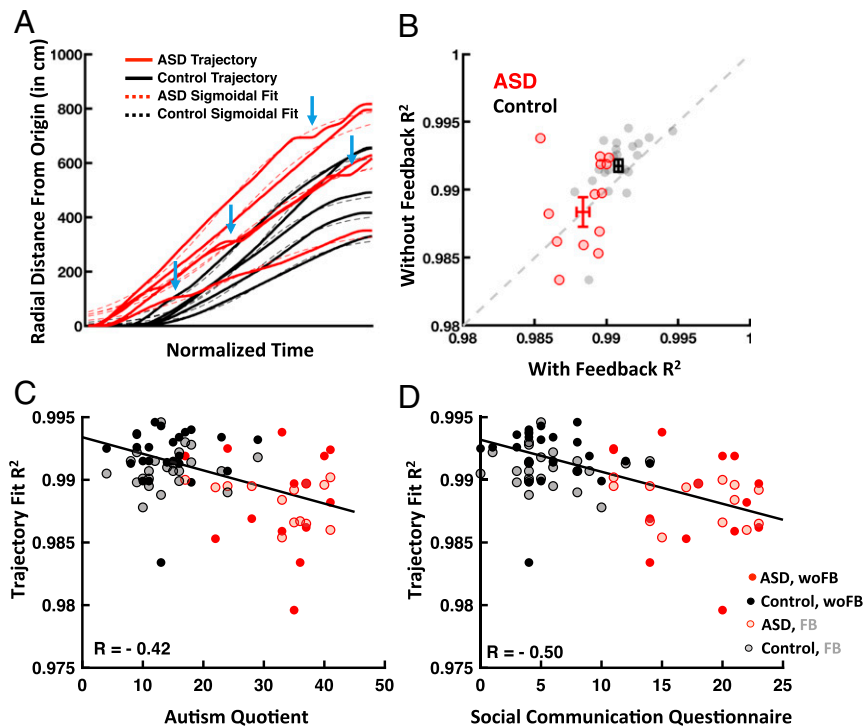 A
Radial Distance From Origin (in cm)
1000
800
600
400
200
0
ASD Trajectory
Control Trajectory
ASD Sigmoidal Fit
Control Sigmoidal Fit
Normalized Time
B
Without Feedback R²
1
0.995
0.99
0.985
0.98
ASD
Control
0.98
0.985
0.99
0.995
1
With Feedback R²
C
Trajectory Fit R²
0.995
0.99
0.985
0.98
0.975
R = - 0.42
0
10
20
30
40
50
Autism Quotient
D
Trajectory Fit R²
0.995
0.99
0.985
0.98
0.975
ASD, woFB
Control, woFB
ASD, FB
Control, FB
R = - 0.50
0
5
10
15
20
25
Social Communication Questionnaire